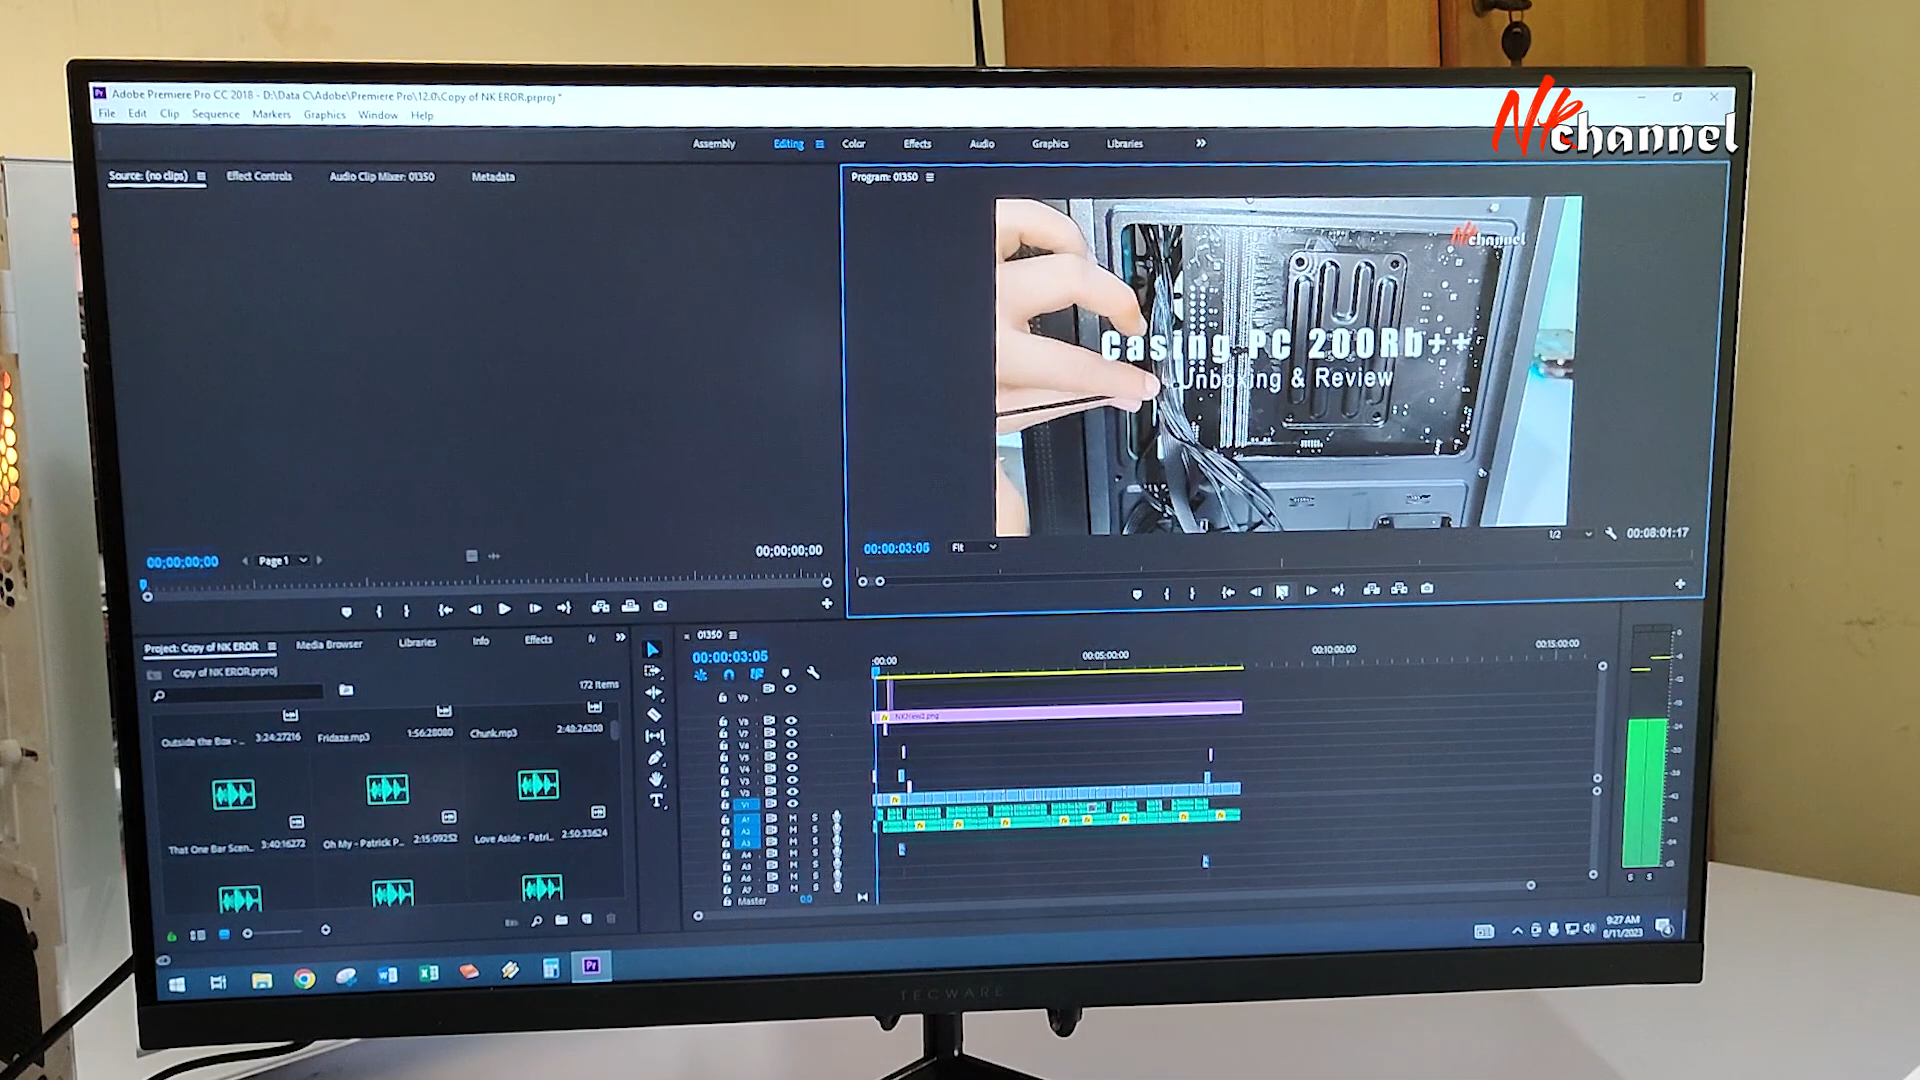 NKchannel
Adobe Premiere Pro CC 2018 - D:\Data C\Adobe\Premiere Pro\12.0\Copy of NK EROR.prproj *
File Edit Clip Sequence Markers Graphics Window Help
Assembly Editing Color Effects Audio Graphics Libraries
Source: (no clips) Effect Controls Audio Clip Mixer: 01350 Metadata
Program: 01350
NKchannel
Casing PC 200Rb++
Unboxing & Review
00;00;00;00 Page 1 00;00;00;00
00:00:03:05 Fit 1/2 00:08:01:17
Project: Copy of NK EROR Media Browser Libraries Info Effects
Copy of NK EROR.prproj
172 Items
Outside the Box - ... 3:24:27216 Fridaze.mp3 1:56:28080 Chunk.mp3 2:48:26208
That One Bar Scen... 3:40:16272 Oh My - Patrick P... 2:15:09252 Love Aside - Patri... 2:50:33624
01350
00:00:03:05
:00:00 00:05:00:00 00:10:00:00 00:15:00:00
V9
V8
V7
V6
V5
V4
V3
V2
V1
A1 M S
A2 M S
A3 M S
A4 M S
A5 M S
A6 M S
A7 M S
Master 0.0
S S
9:27 AM
8/11/2023
TECWARE